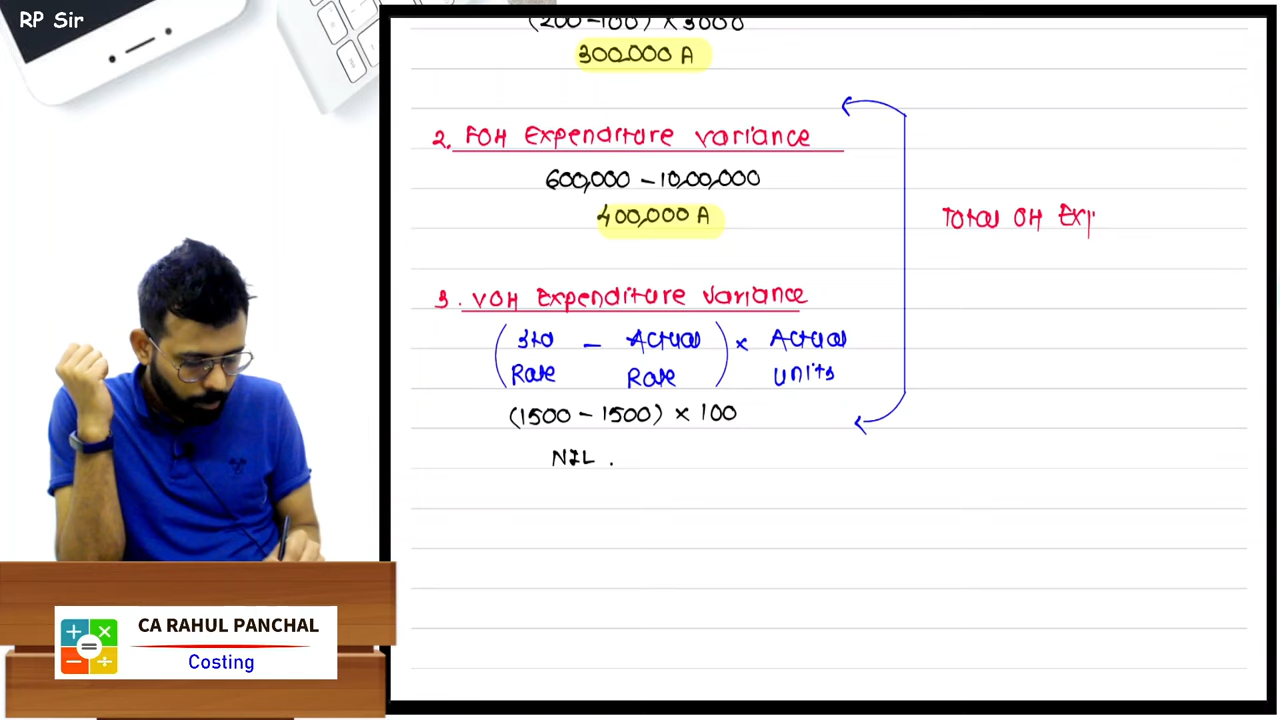 RP Sir
(200-100) × 3000
300,000 A
2. FOH Expenditure Variance
600,000 - 10,00,000
400,000 A
Total OH Exp
3. VOH Expenditure Variance
(Std Rate - Actual Rate) × Actual Units
(1500 - 1500) × 100
NIL.
CA RAHUL PANCHAL
Costing